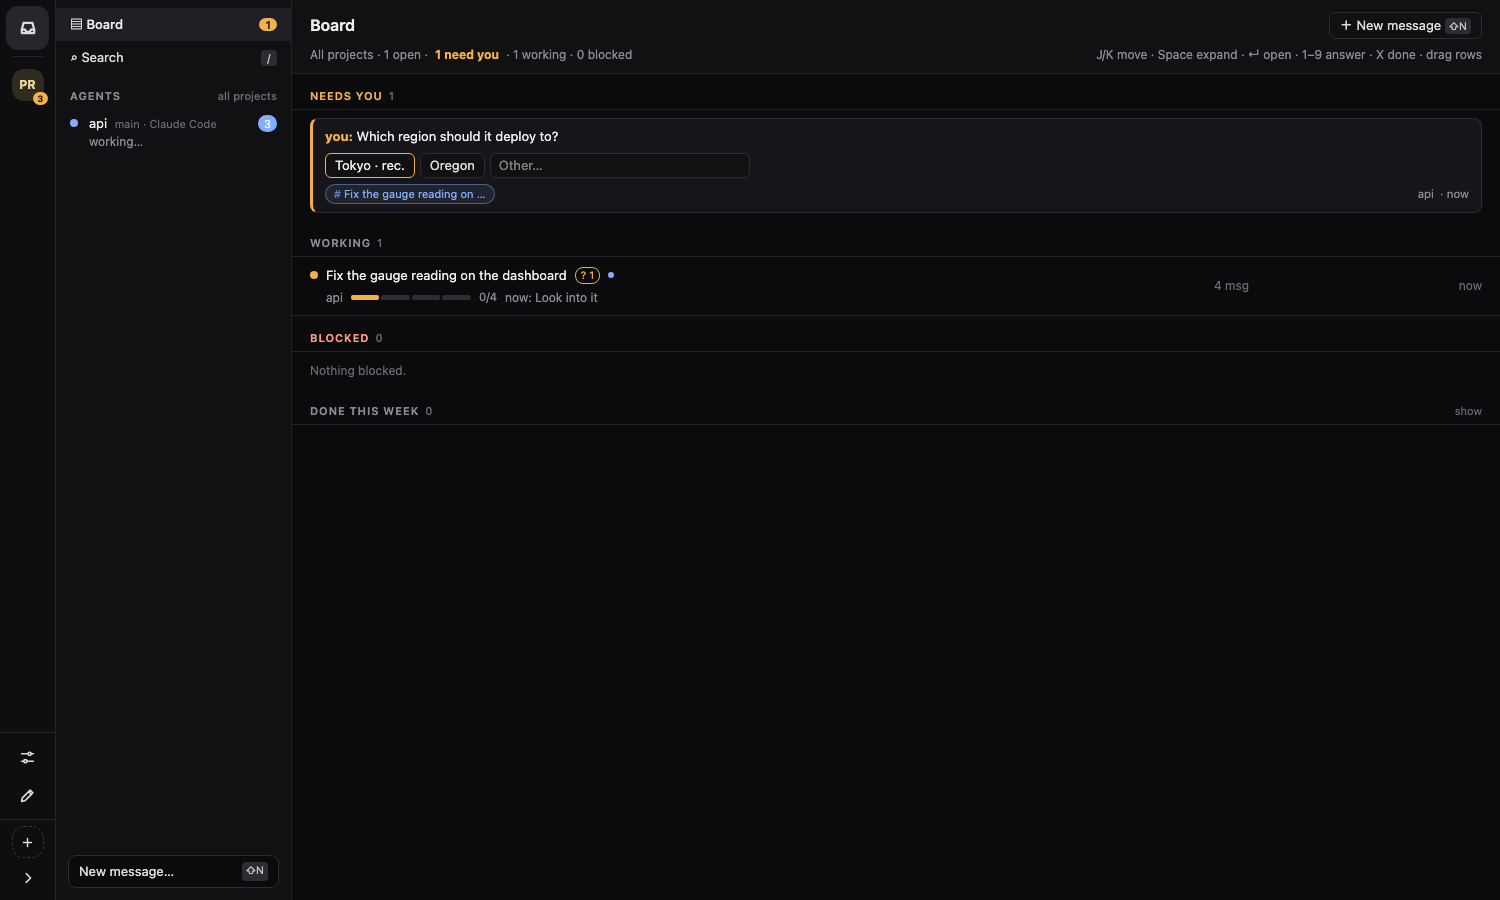 PR
3
Board 1
Search /
AGENTS all projects
api main · Claude Code 3
working...
New message... ⇧N
Board
+ New message ⇧N
All projects · 1 open · 1 need you · 1 working · 0 blocked
J/K move · Space expand · ↵ open · 1–9 answer · X done · drag rows
NEEDS YOU 1
you: Which region should it deploy to?
Tokyo · rec. Oregon Other...
# Fix the gauge reading on ...
api · now
WORKING 1
Fix the gauge reading on the dashboard ? 1
api 0/4 now: Look into it
4 msg now
BLOCKED 0
Nothing blocked.
DONE THIS WEEK 0 show